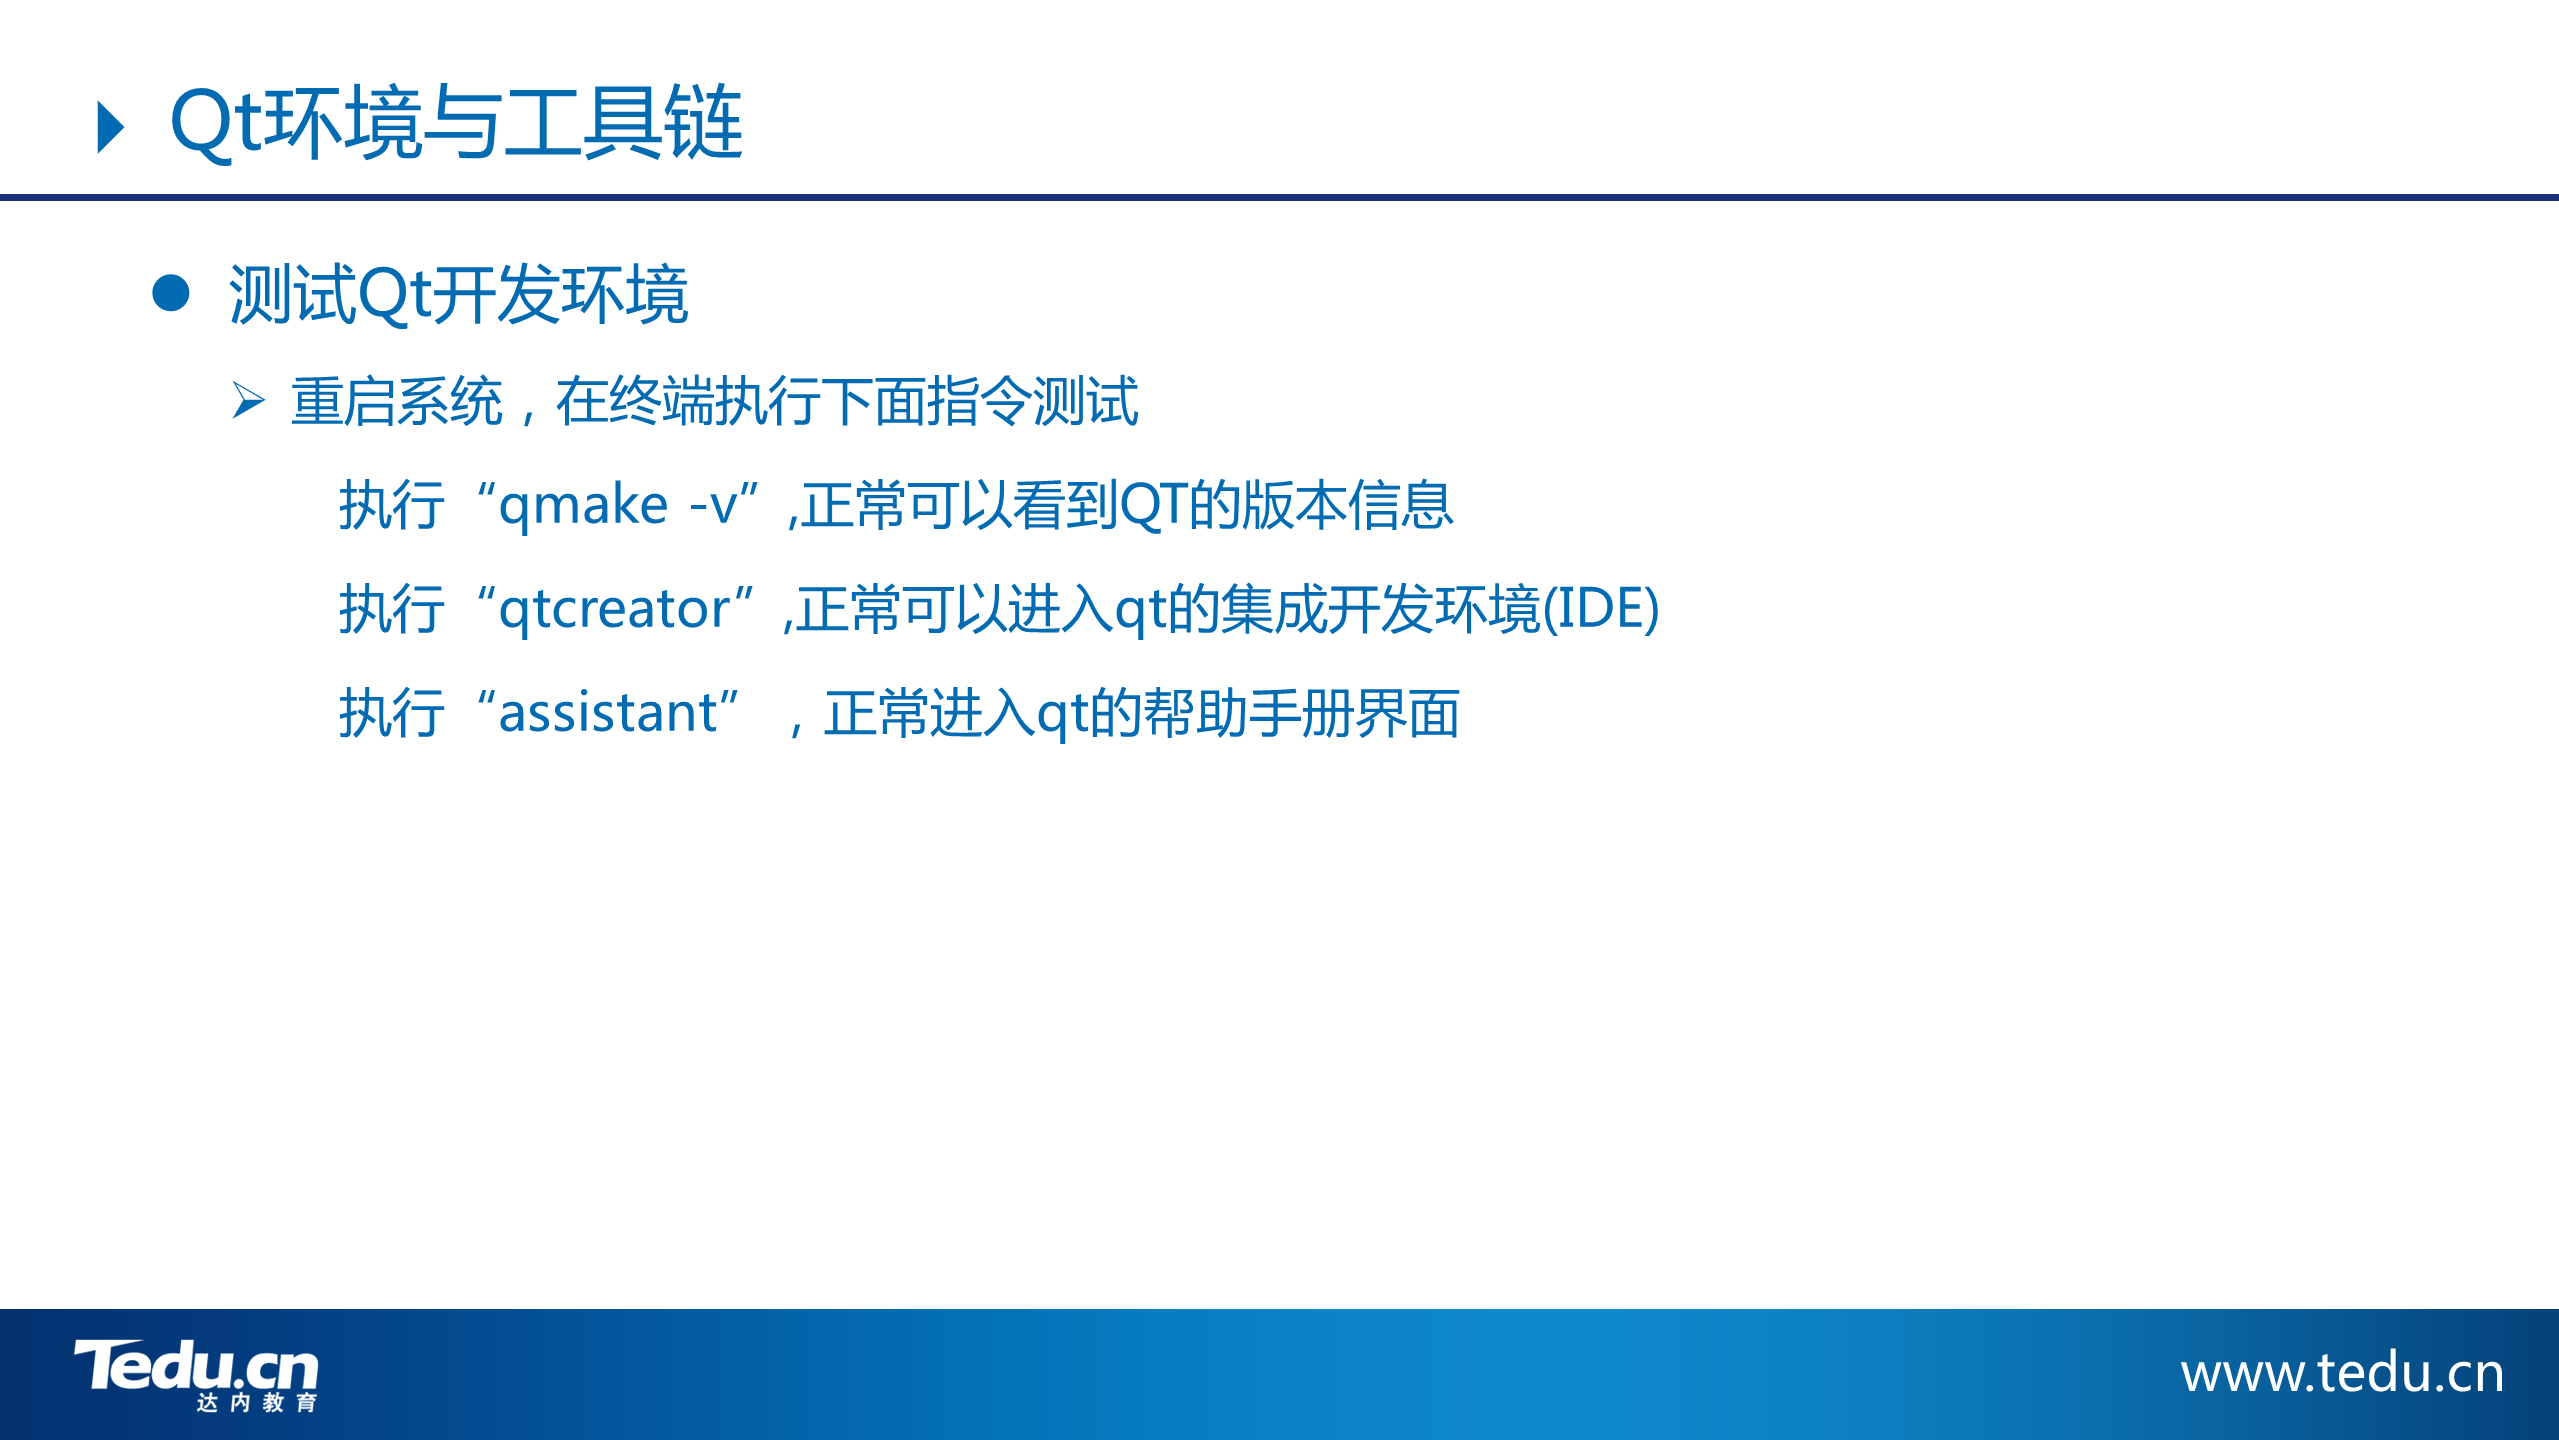 Qt环境与工具链
测试Qt开发环境
重启系统，在终端执行下面指令测试
执行“qmake -v”,正常可以看到QT的版本信息
执行“qtcreator”,正常可以进入qt的集成开发环境(IDE)
执行“assistant”，正常进入qt的帮助手册界面
Tedu.cn
达内教育
www.tedu.cn